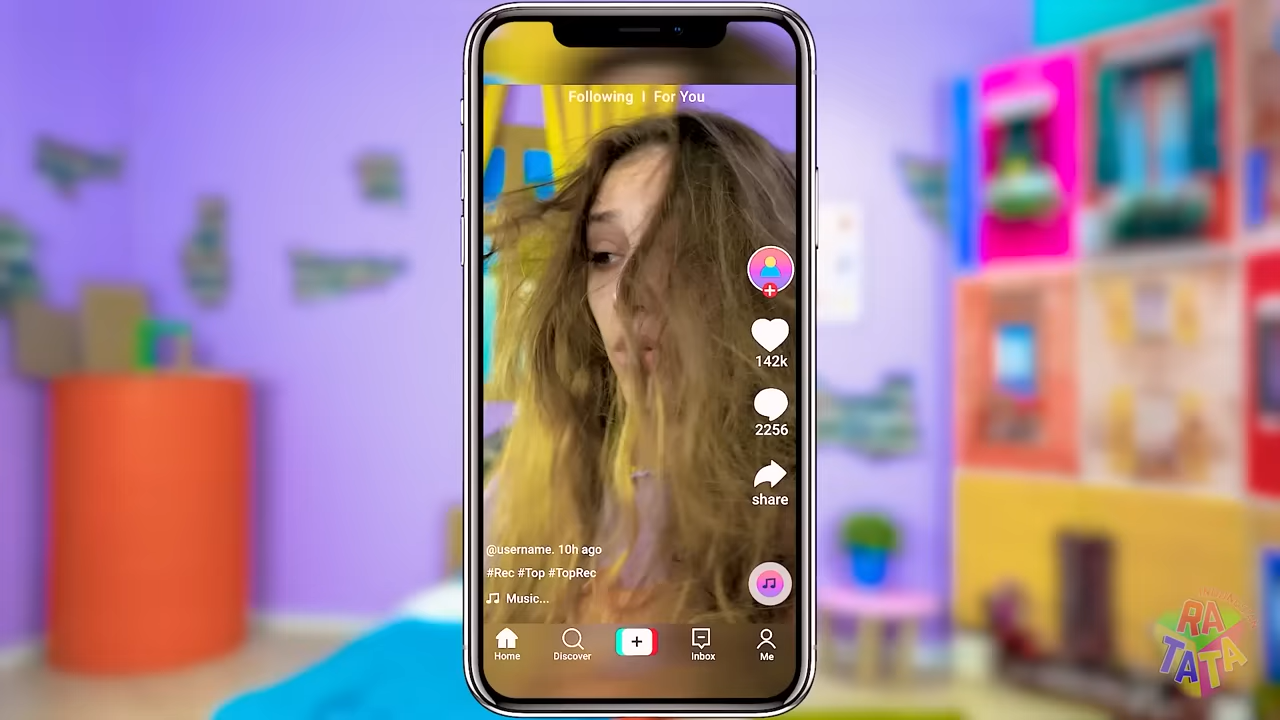 Following | For You
142k
2256
share
@username. 10h ago
#Rec #Top #TopRec
Music...
Home
Discover
Inbox
Me
RA
TATA